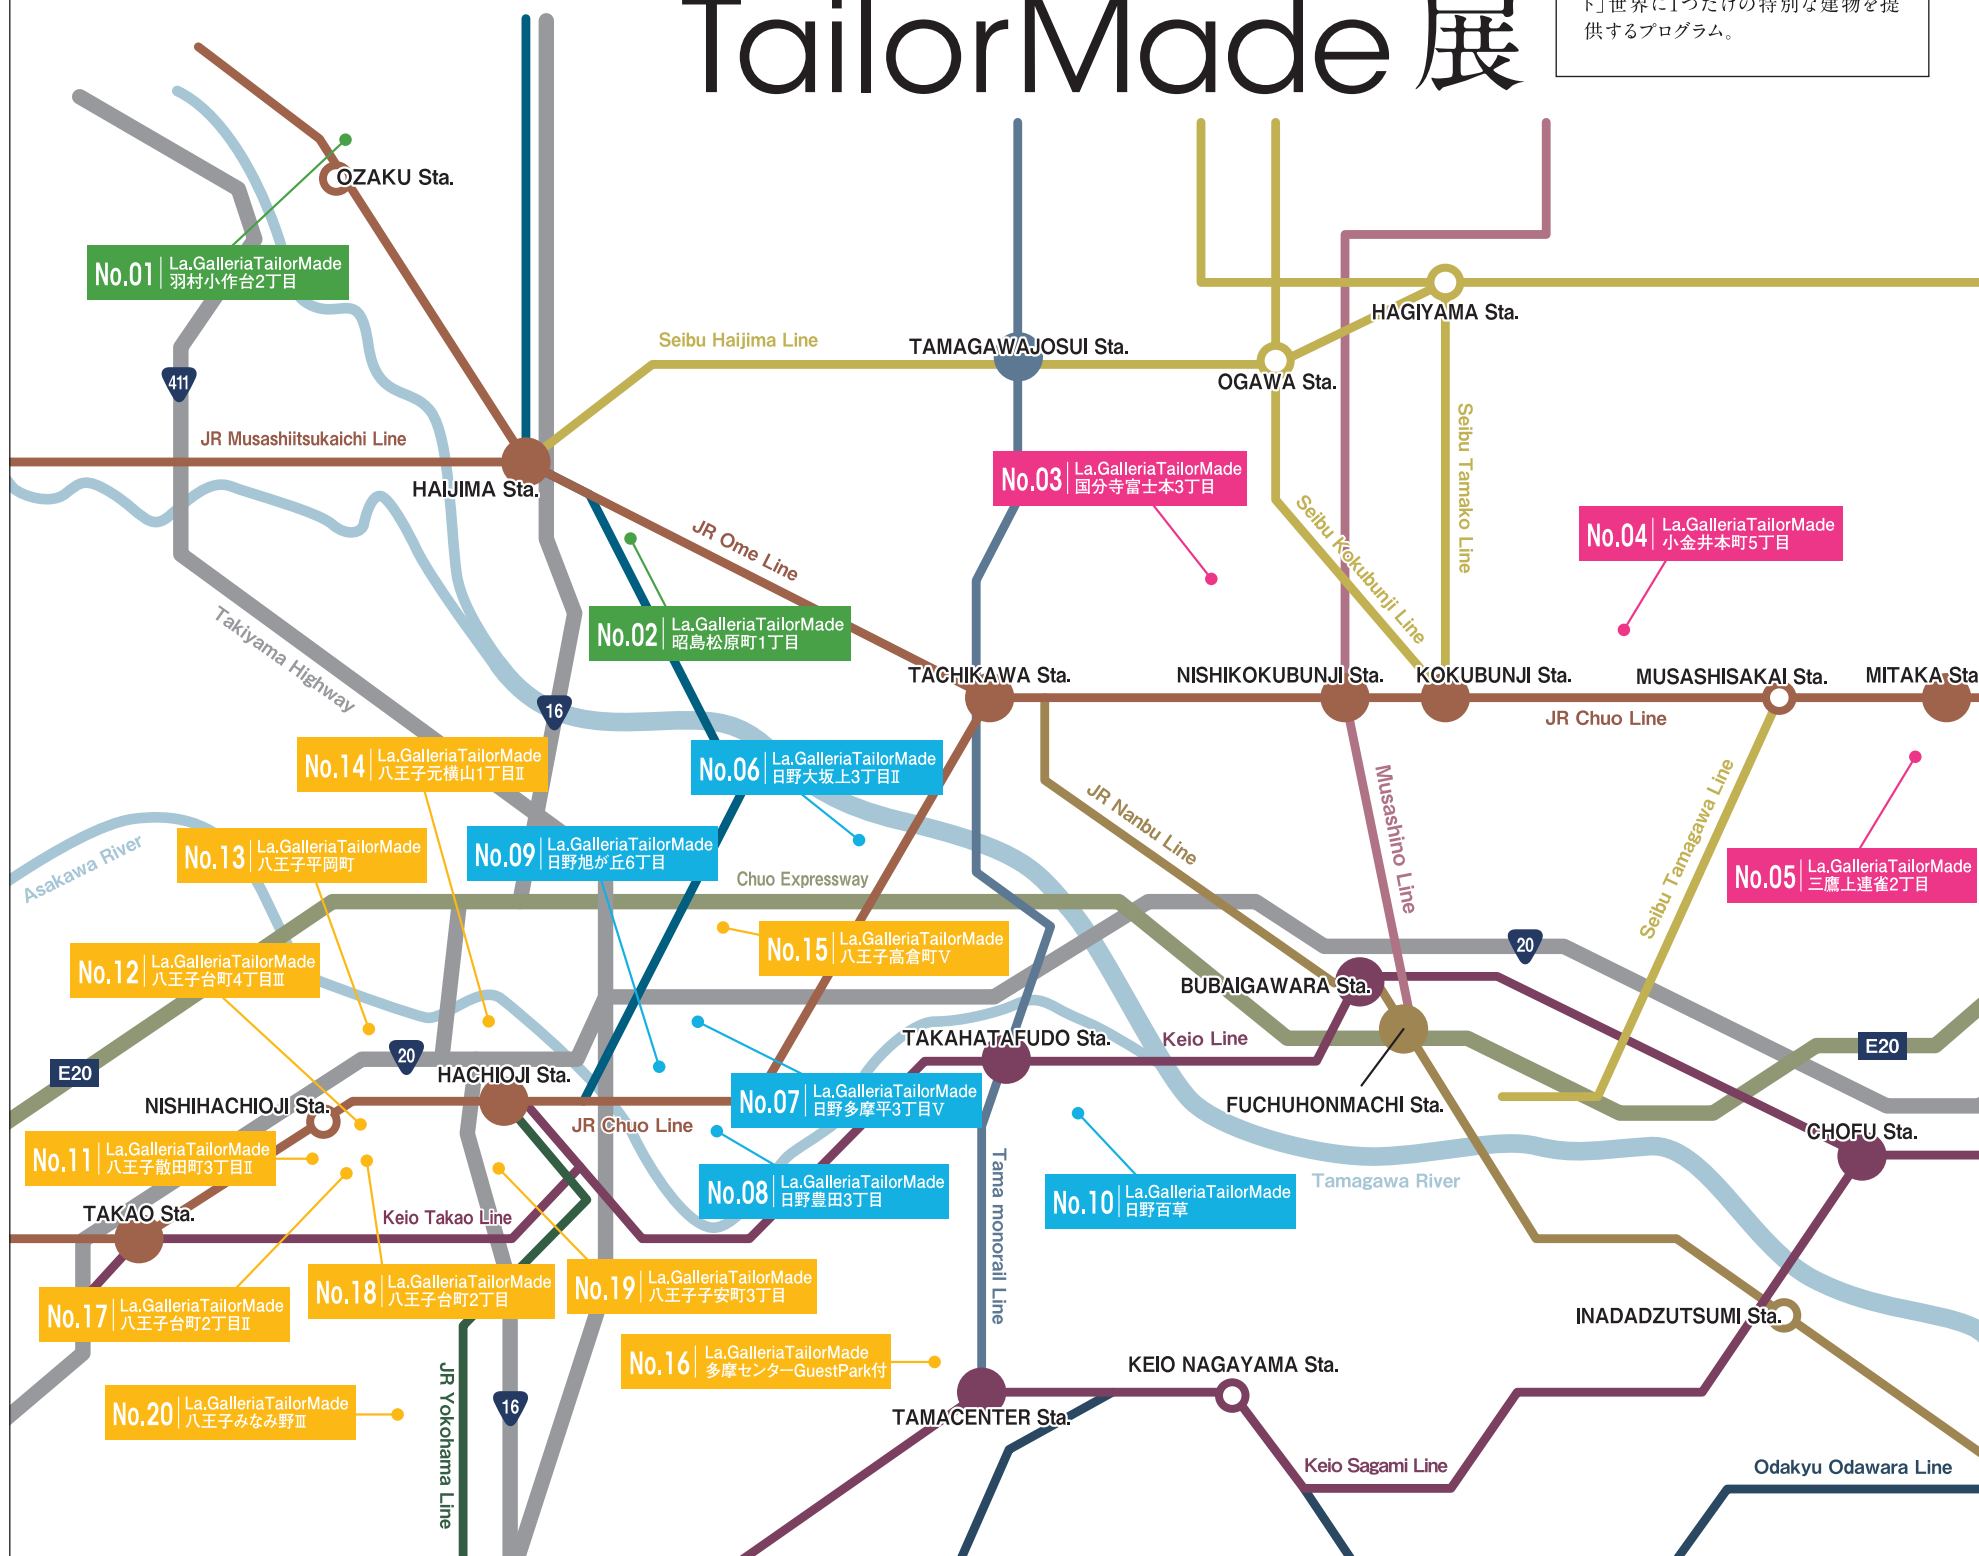 TailorMade 展
ト」世界に1つだけの特別な建物を提
供するプログラム。
OZAKU Sta.
No.01
La.GalleriaTailorMade
羽村小作台2丁目
HAGIYAMA Sta.
Seibu Haijima Line
TAMAGAWAJOSUI Sta.
OGAWA Sta.
411
JR Musashiitsukaichi Line
HAIJIMA Sta.
Seibu Tamako Line
No.03
La.GalleriaTailorMade
国分寺富士本3丁目
Seibu Kokubunji Line
No.04
La.GalleriaTailorMade
小金井本町5丁目
JR Ome Line
No.02
La.GalleriaTailorMade
昭島松原町1丁目
Takiyama Highway
TACHIKAWA Sta.
NISHIKOKUBUNJI Sta.
KOKUBUNJI Sta.
MUSASHISAKAI Sta.
MITAKA Sta
16
JR Chuo Line
No.14
La.GalleriaTailorMade
八王子元横山1丁目Ⅱ
No.06
La.GalleriaTailorMade
日野大坂上3丁目Ⅱ
JR Nanbu Line
Musashino Line
Seibu Tamagawa Line
Asakawa River
No.13
La.GalleriaTailorMade
八王子平岡町
No.09
La.GalleriaTailorMade
日野旭が丘6丁目
Chuo Expressway
No.05
La.GalleriaTailorMade
三鷹上連雀2丁目
No.15
La.GalleriaTailorMade
八王子高倉町Ⅴ
20
No.12
La.GalleriaTailorMade
八王子台町4丁目Ⅲ
BUBAIGAWARA Sta.
TAKAHATAFUDO Sta.
Keio Line
E20
20
E20
HACHIOJI Sta.
NISHIHACHIOJI Sta.
No.07
La.GalleriaTailorMade
日野多摩平3丁目Ⅴ
FUCHUHONMACHI Sta.
JR Chuo Line
CHOFU Sta.
No.11
La.GalleriaTailorMade
八王子散田町3丁目Ⅱ
No.08
La.GalleriaTailorMade
日野豊田3丁目
Tama monorail Line
No.10
La.GalleriaTailorMade
日野百草
Tamagawa River
TAKAO Sta.
Keio Takao Line
No.17
La.GalleriaTailorMade
八王子台町2丁目Ⅱ
No.18
La.GalleriaTailorMade
八王子台町2丁目
No.19
La.GalleriaTailorMade
八王子子安町3丁目
INADADZUTSUMI Sta.
No.16
La.GalleriaTailorMade
多摩センターGuestPark付
KEIO NAGAYAMA Sta.
No.20
La.GalleriaTailorMade
八王子みなみ野Ⅲ
JR Yokohama Line
16
TAMACENTER Sta.
Keio Sagami Line
Odakyu Odawara Line